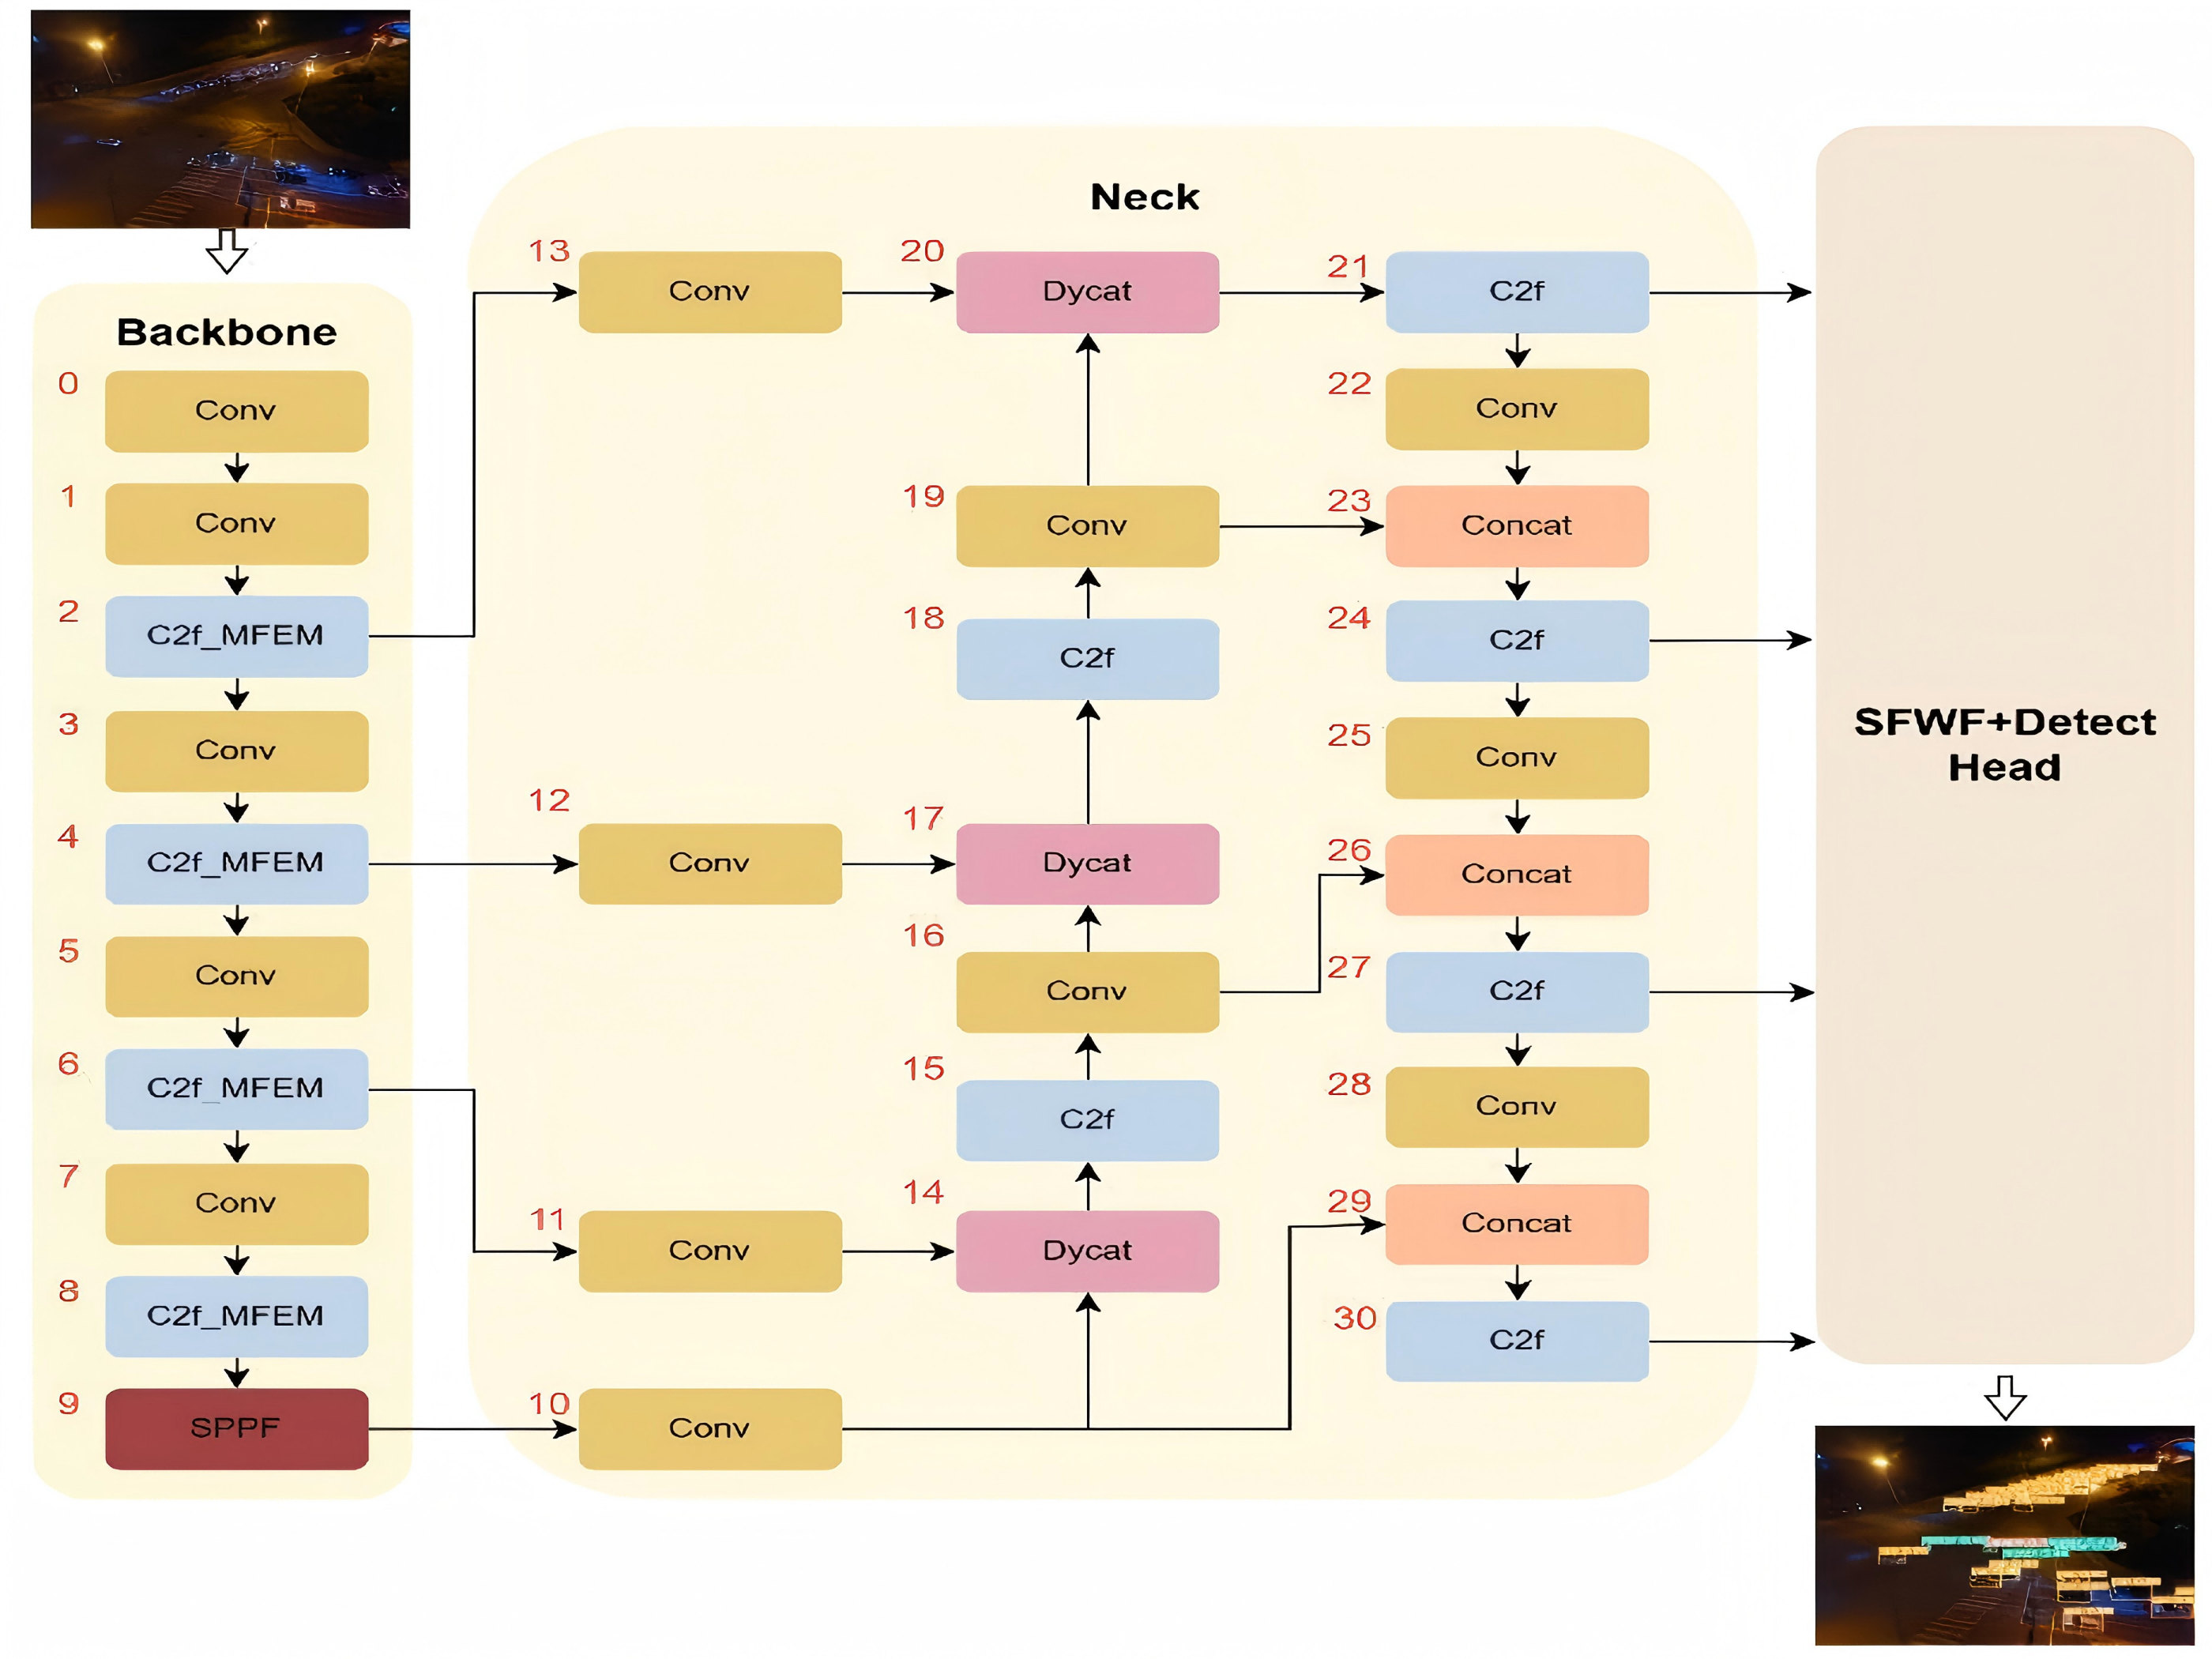 Backbone
0
Conv
1
Conv
2
C2f_MFEM
3
Conv
4
C2f_MFEM
5
Conv
6
C2f_MFEM
7
Conv
8
C2f_MFEM
9
SPPF
Neck
13
Conv
12
Conv
11
Conv
10
Conv
20
Dycat
19
Conv
18
C2f
17
Dycat
16
Conv
15
C2f
14
Dycat
21
C2f
22
Conv
23
Concat
24
C2f
25
Conv
26
Concat
27
C2f
28
Conv
29
Concat
30
C2f
SFWF+Detect
Head